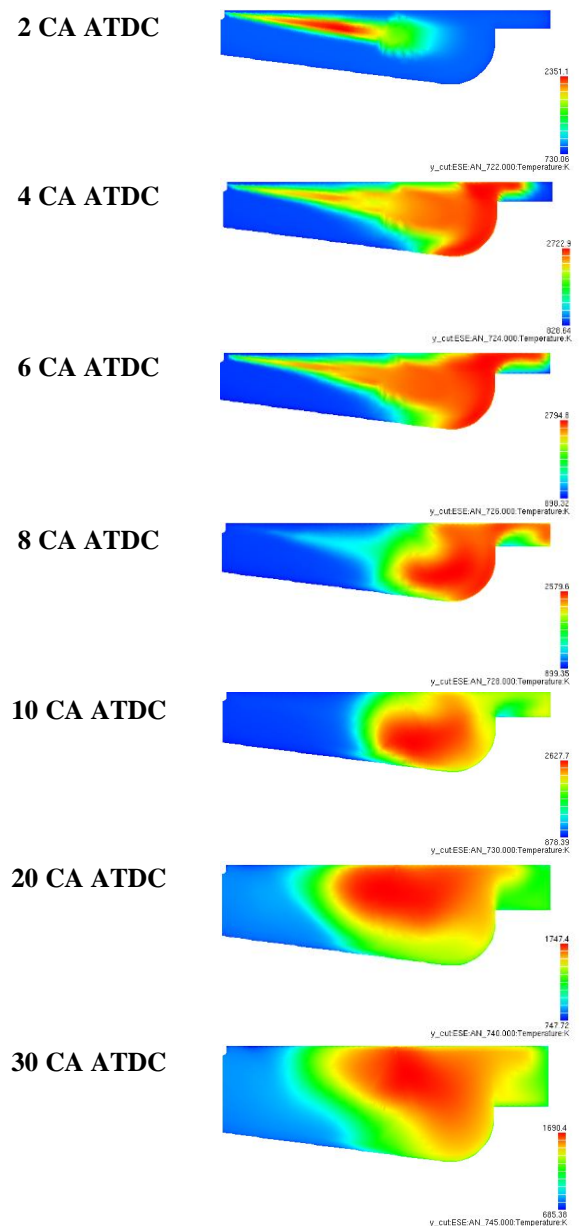 2 CA ATDC
2351.1
730.06
y_cut:ESE:AN_722.000:Temperature:K
4 CA ATDC
2722.9
828.64
y_cut:ESE:AN_724.000:Temperature:K
6 CA ATDC
2794.8
898.32
y_cut:ESE:AN_726.000:Temperature:K
8 CA ATDC
2579.6
899.35
y_cut:ESE:AN_728.000:Temperature:K
10 CA ATDC
2627.7
878.39
y_cut:ESE:AN_730.000:Temperature:K
20 CA ATDC
1747.4
747.72
y_cut:ESE:AN_740.000:Temperature:K
30 CA ATDC
1690.4
685.38
y_cut:ESE:AN_745.000:Temperature:K